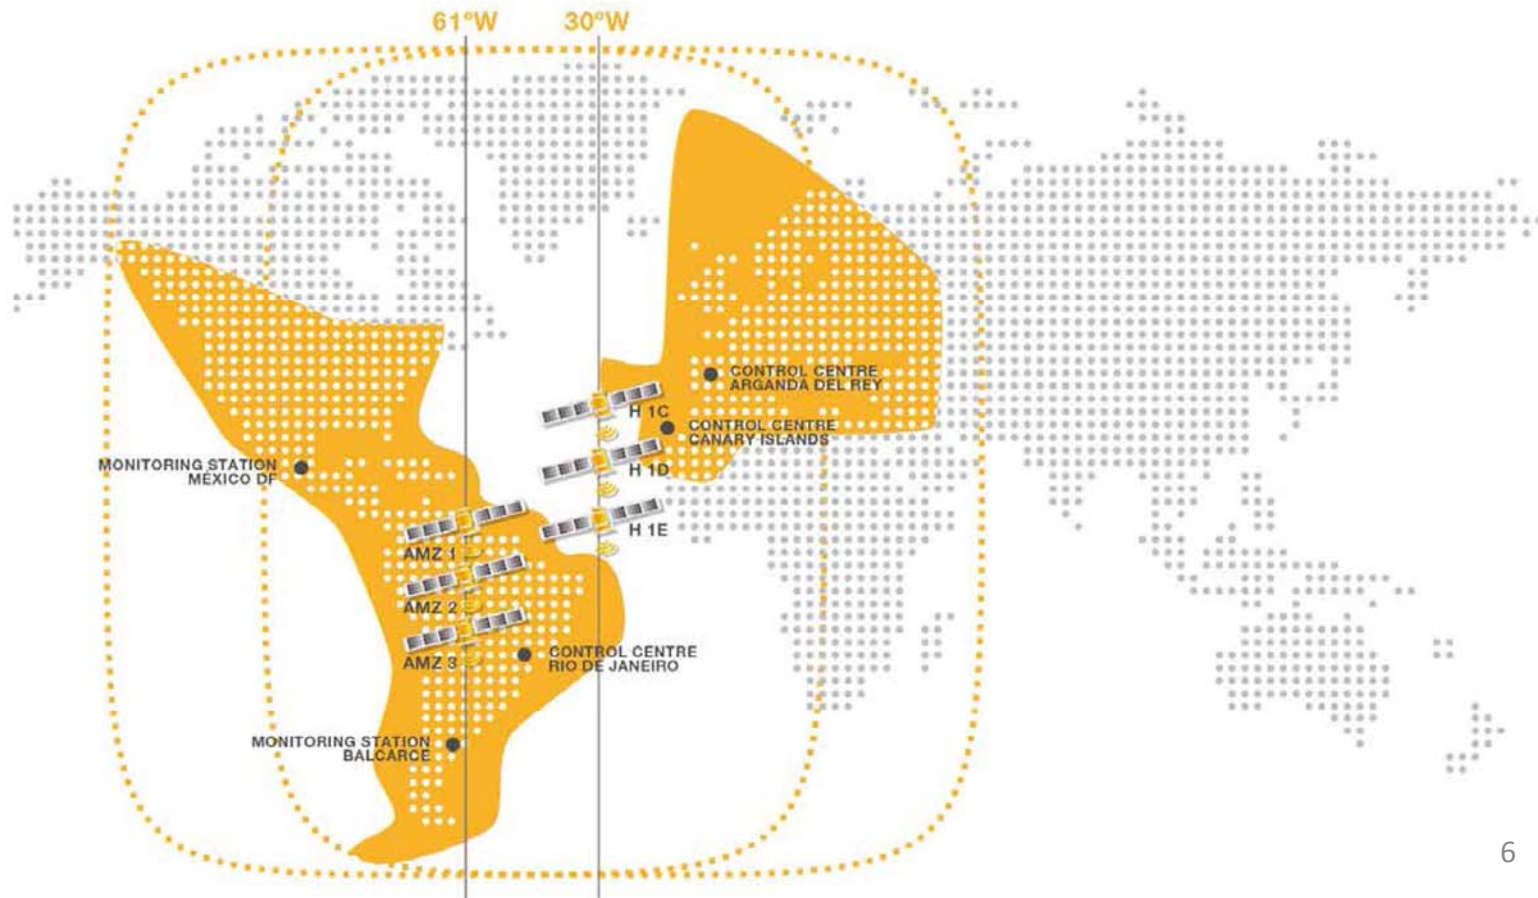 61ºW
30ºW
CONTROL CENTRE
ARGANDA DEL REY
H 1C
CONTROL CENTRE
CANARY ISLANDS
MONITORING STATION
MÉXICO DF
H 1D
H 1E
AMZ 1
AMZ 2
CONTROL CENTRE
RIO DE JANEIRO
AMZ 3
MONITORING STATION
BALCARCE
6